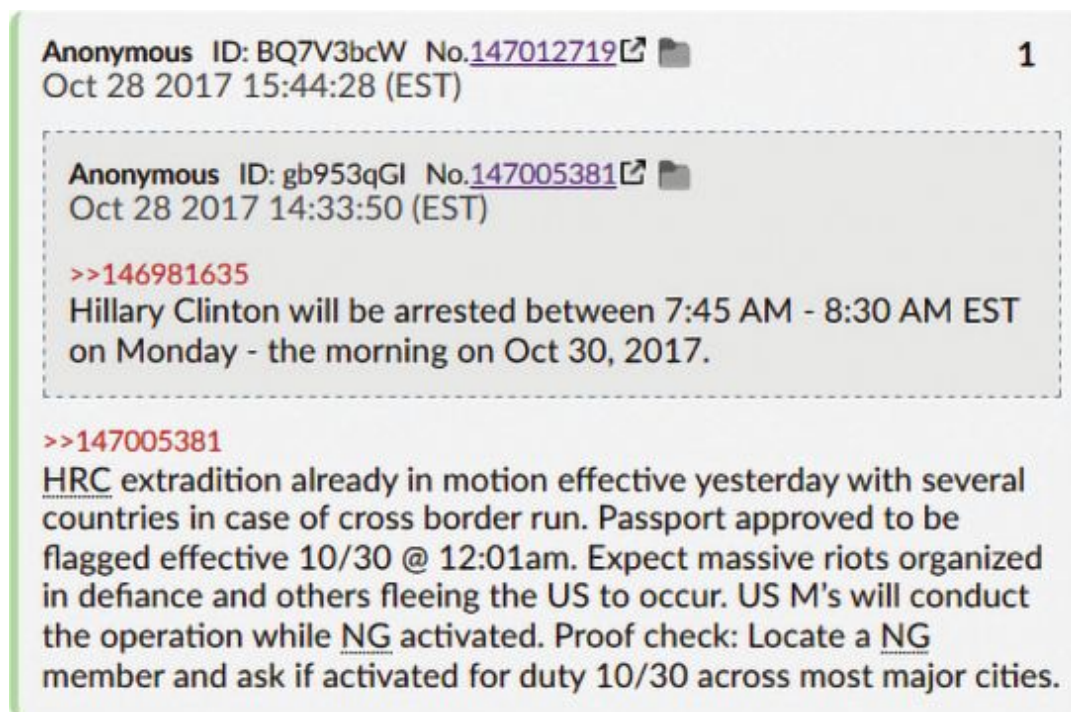 Anonymous ID: BQ7V3bcW No.147012719 1
Oct 28 2017 15:44:28 (EST)
Anonymous ID: gb953qGI No.147005381
Oct 28 2017 14:33:50 (EST)
>>146981635
Hillary Clinton will be arrested between 7:45 AM - 8:30 AM EST
on Monday - the morning on Oct 30, 2017.
>>147005381
HRC extradition already in motion effective yesterday with several
countries in case of cross border run. Passport approved to be
flagged effective 10/30 @ 12:01am. Expect massive riots organized
in defiance and others fleeing the US to occur. US M's will conduct
the operation while NG activated. Proof check: Locate a NG
member and ask if activated for duty 10/30 across most major cities.